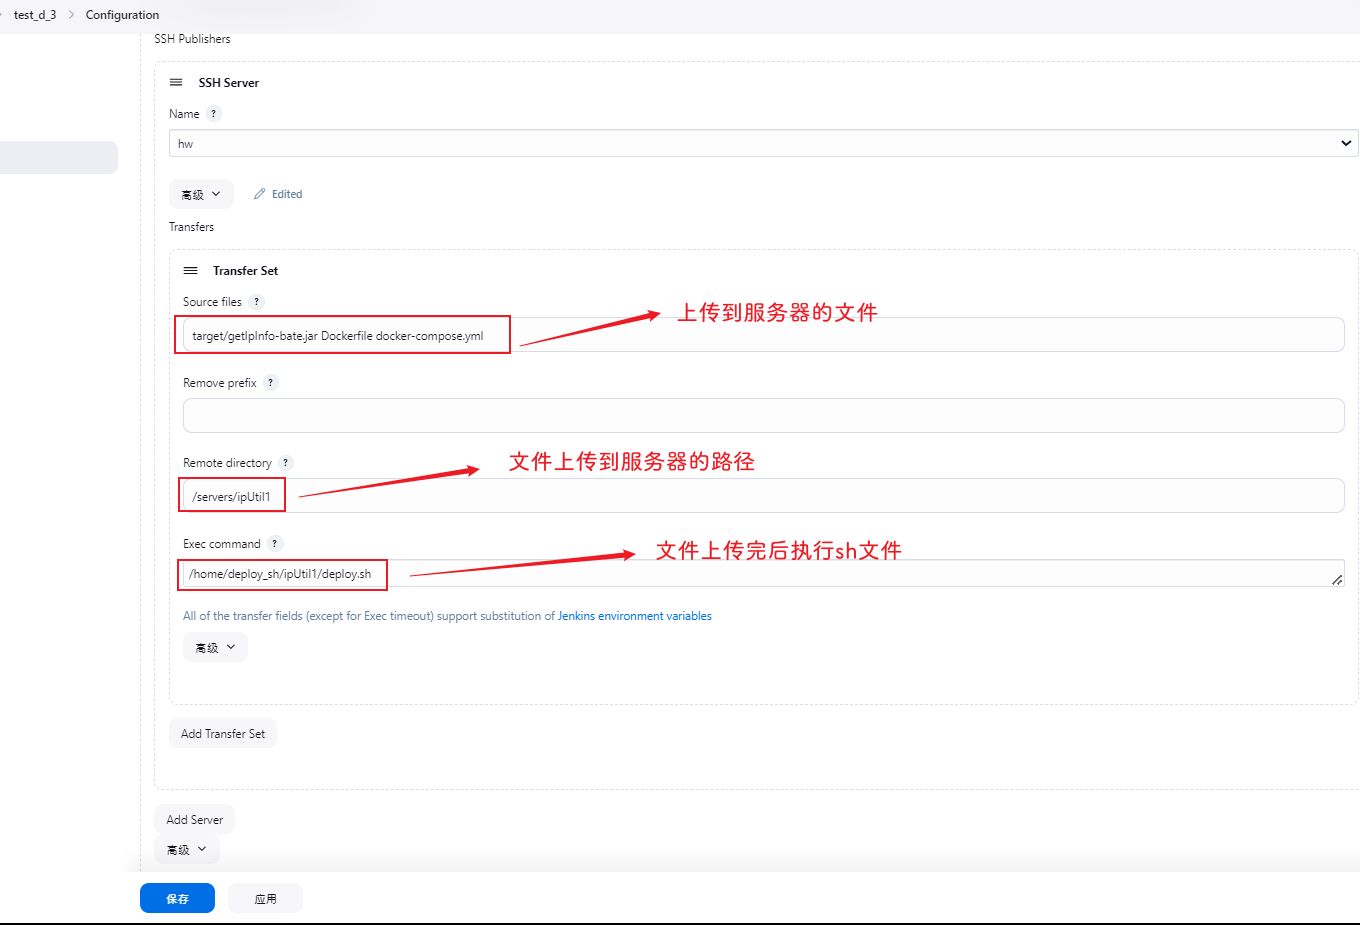 test_d_3 > Configuration
SSH Publishers
SSH Server
Name ?
hw
高级
Edited
Transfers
Transfer Set
Source files ?
上传到服务器的文件
target/getIpInfo-bate.jar Dockerfile docker-compose.yml
Remove prefix ?
Remote directory ?
文件上传到服务器的路径
/servers/ipUtil1
Exec command ?
文件上传完后执行sh文件
/home/deploy_sh/ipUtil1/deploy.sh
All of the transfer fields (except for Exec timeout) support substitution of Jenkins environment variables
高级
Add Transfer Set
Add Server
高级
保存
应用